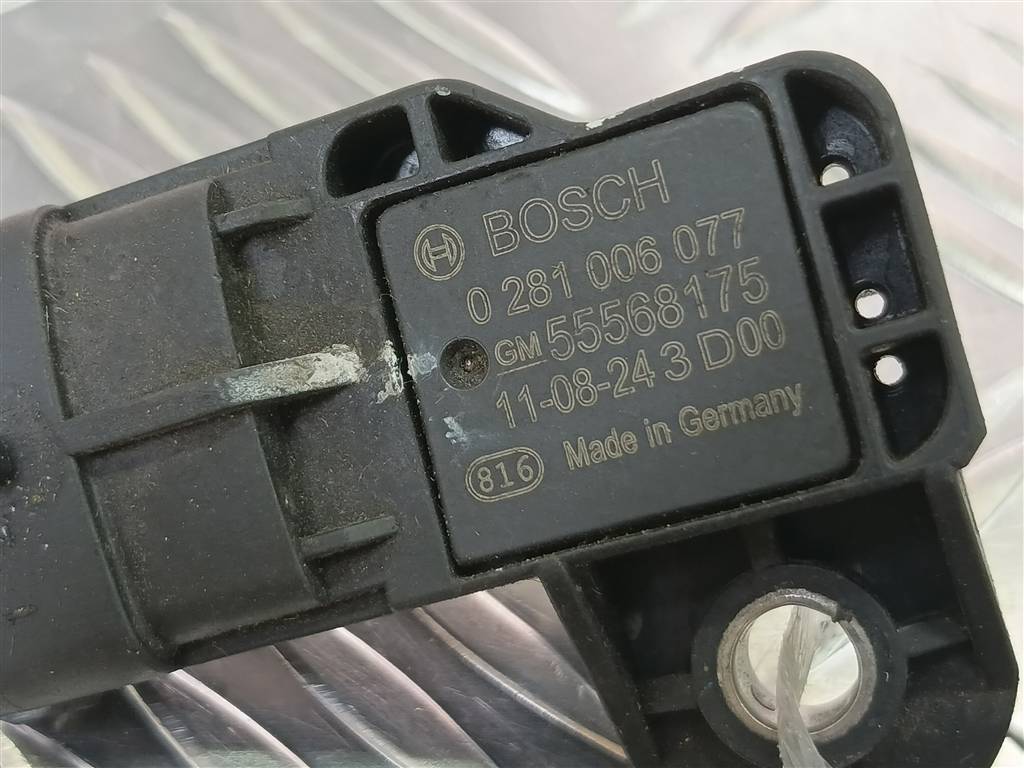 BOSCH
0 281 006 077
GM 55568175
11-08-24 3 D00
816 Made in Germany